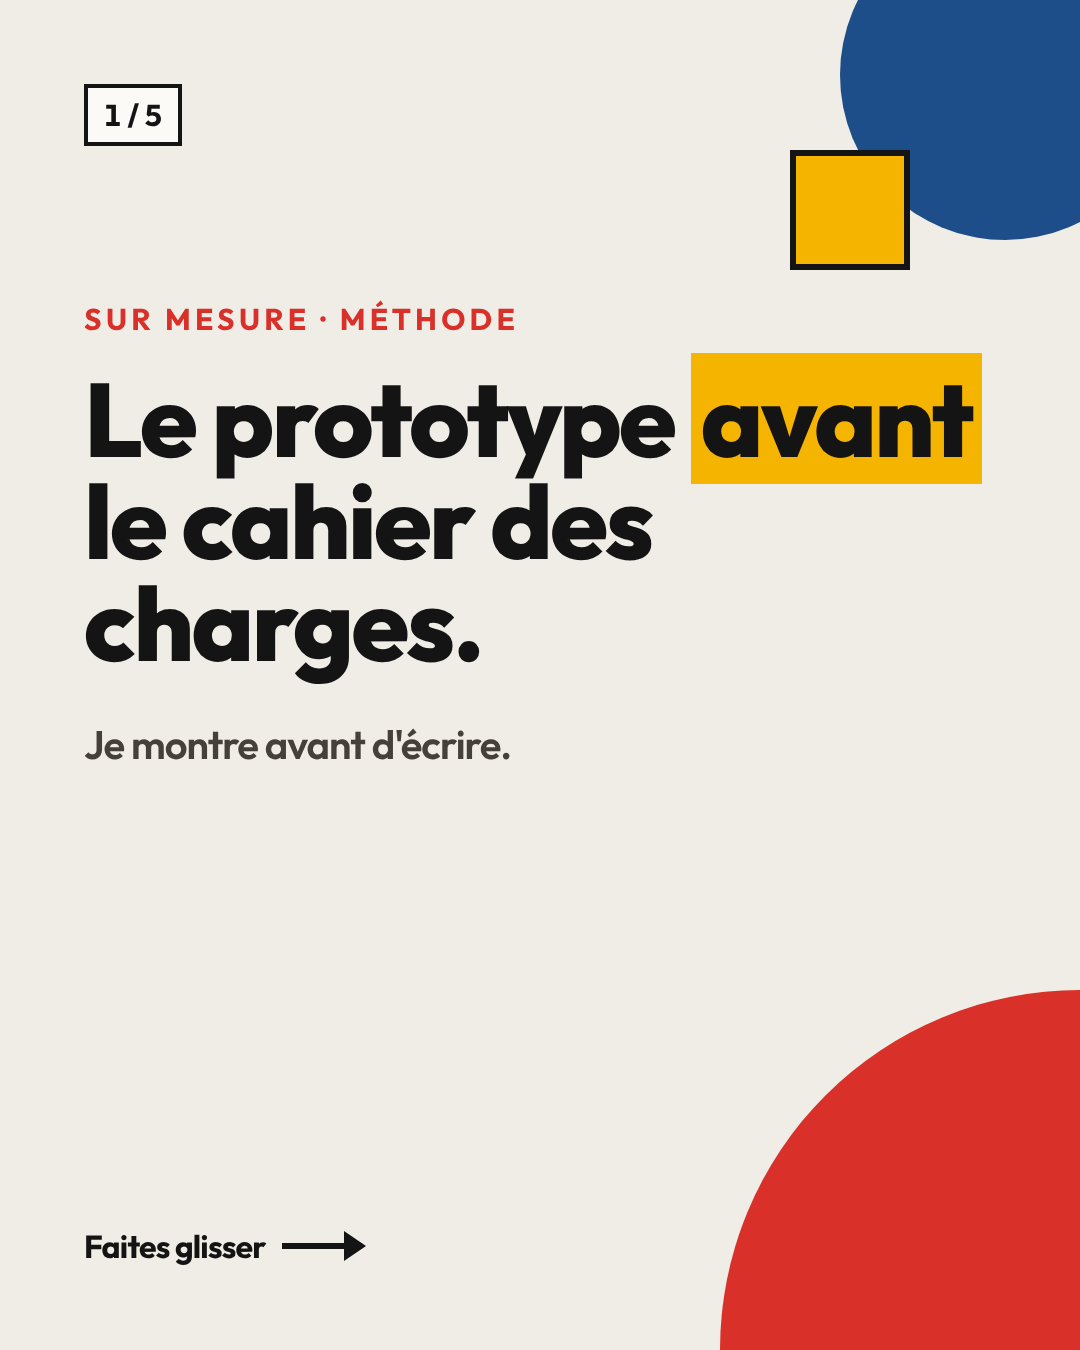 1 / 5
SUR MESURE · MÉTHODE
Le prototype avant
le cahier des
charges.
Je montre avant d'écrire.
Faites glisser